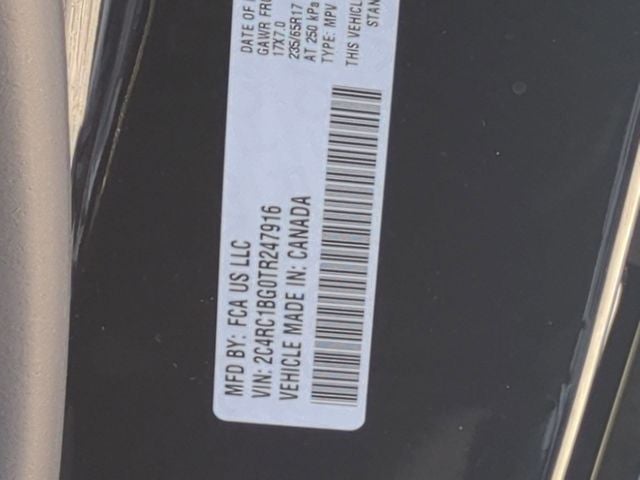 MFD BY: FCA US LLC
VIN: 2C4RC1BG0TR247916
VEHICLE MADE IN: CANADA
DATE OF
GAWR FR
17X7.0
235/65R17
AT 250 kPa
TYPE: MPV
THIS VEHICL
STAN